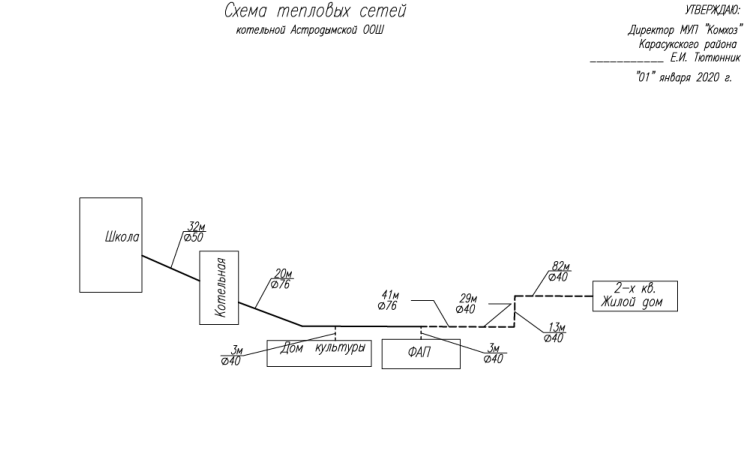 Схема тепловых сетей
котельной Астродымской ООШ
УТВЕРЖДАЮ:
Директор МУП "Комхоз"
Карасукского района
____________ Е.И. Тютюнник
"01" января 2020 г.
Школа
32м
Ø50
Котельная
20м
Ø76
41м
Ø76
29м
Ø40
82м
Ø40
2-х кв.
Жилой дом
13м
Ø40
3м
Ø40
Дом культуры
ФАП
3м
Ø40